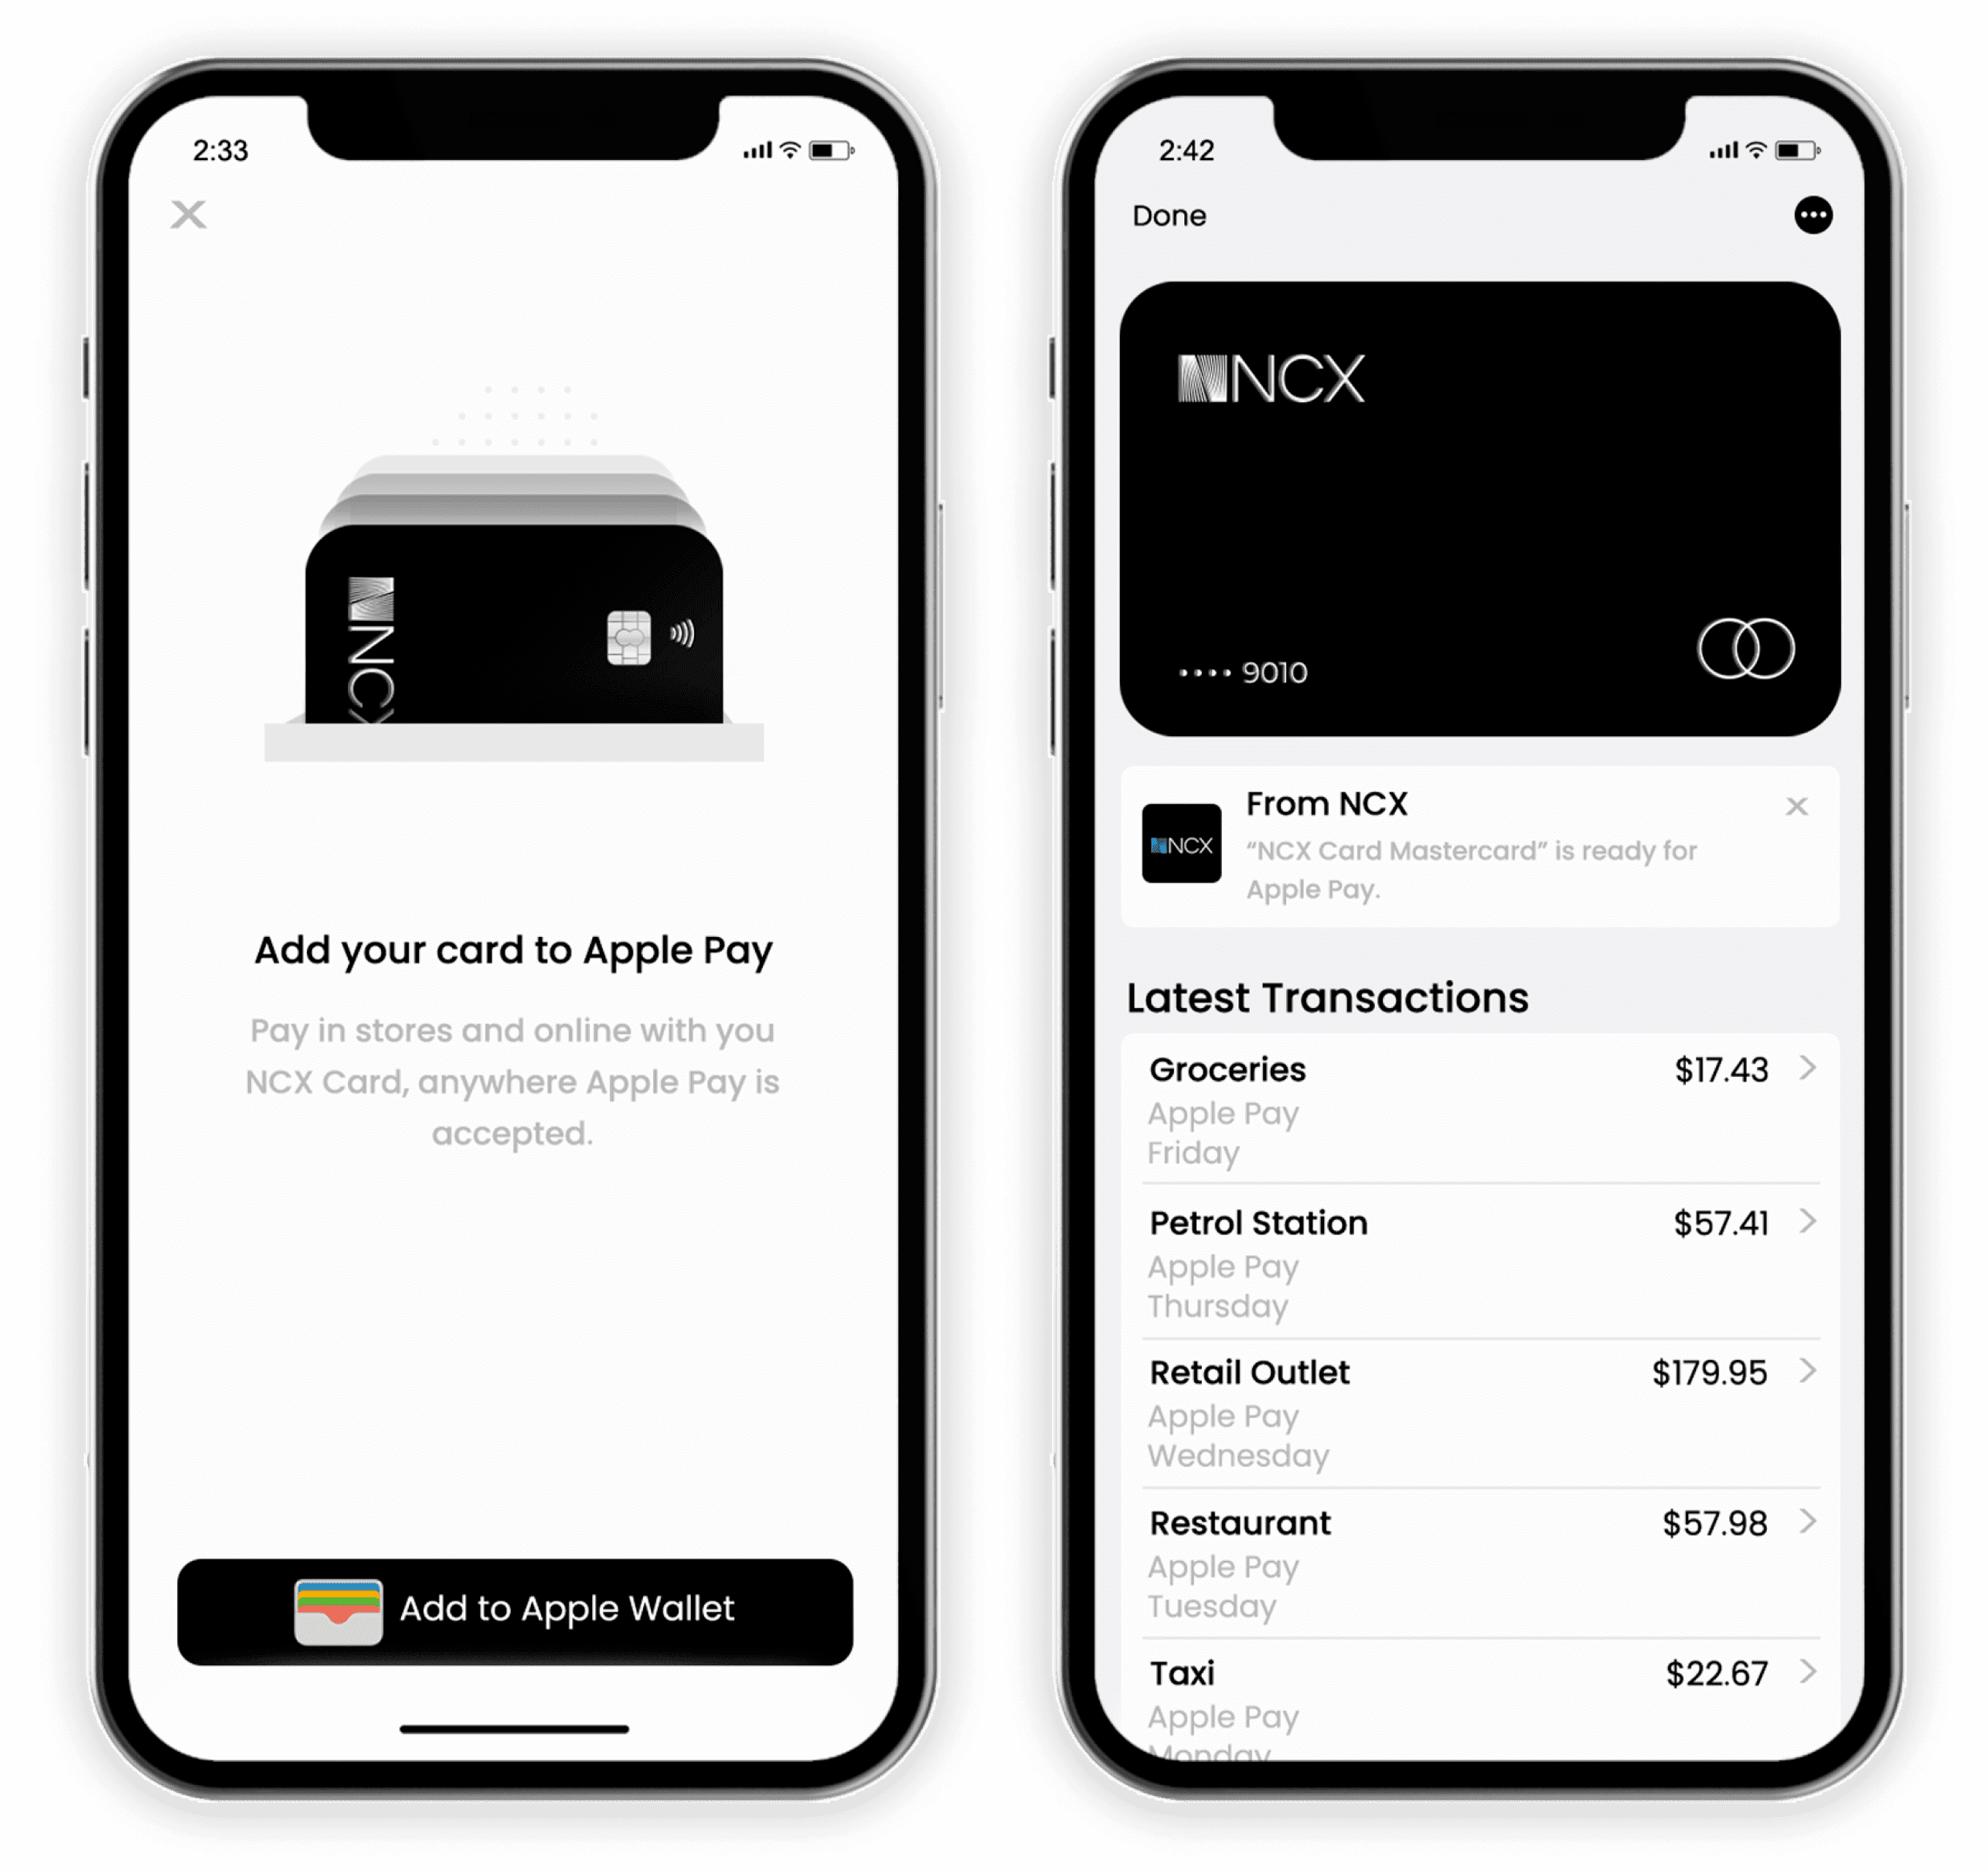 2:33
NCX
Add your card to Apple Pay
Pay in stores and online with you
NCX Card, anywhere Apple Pay is
accepted.
Add to Apple Wallet
2:42
Done
NCX
•••• 9010
From NCX
NCX
“NCX Card Mastercard” is ready for
Apple Pay.
Latest Transactions
Groceries $17.43
Apple Pay
Friday
Petrol Station $57.41
Apple Pay
Thursday
Retail Outlet $179.95
Apple Pay
Wednesday
Restaurant $57.98
Apple Pay
Tuesday
Taxi $22.67
Apple Pay
Monday